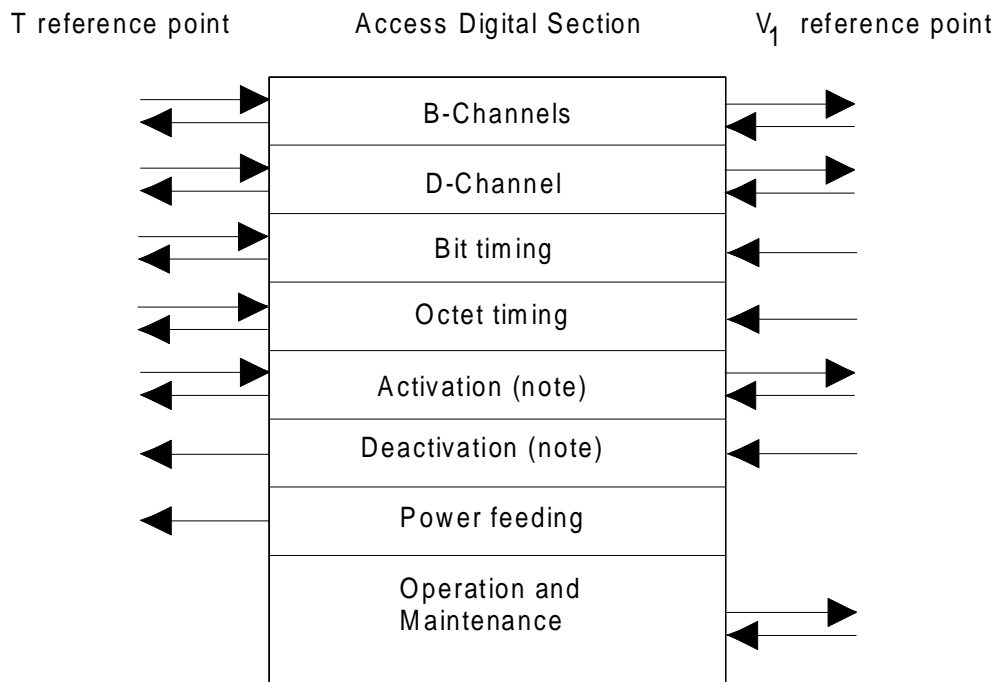 T reference point Access Digital Section V1 reference point
B-Channels
D-Channel
Bit timing
Octet timing
Activation (note)
Deactivation (note)
Power feeding
Operation and
Maintenance